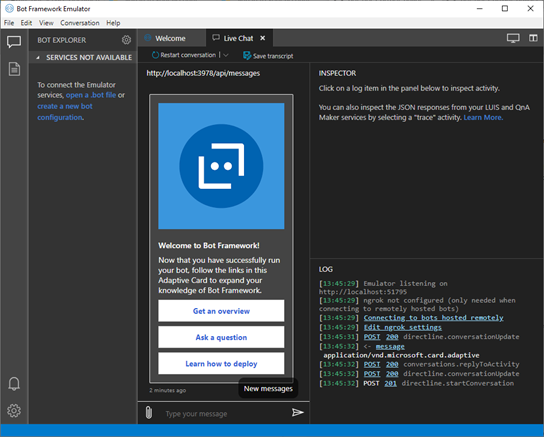 Bot Framework Emulator
File Edit View Conversation Help
BOT EXPLORER
SERVICES NOT AVAILABLE
To connect the Emulator
services, open a .bot file or
create a new bot
configuration.
Welcome
Live Chat
Restart conversation
Save transcript
http://localhost:3978/api/messages
Welcome to Bot Framework!
Now that you have successfully run
your bot, follow the links in this
Adaptive Card to expand your
knowledge of Bot Framework.
Get an overview
Ask a question
Learn how to deploy
2 minutes ago
New messages
Type your message
INSPECTOR
Click on a log item in the panel below to inspect activity.
You can also inspect the JSON responses from your LUIS and QnA
Maker services by selecting a "trace" activity. Learn More.
LOG
[13:45:29] Emulator listening on
http://localhost:51795
[13:45:29] ngrok not configured (only needed when
connecting to remotely hosted bots)
[13:45:29] Connecting to bots hosted remotely
[13:45:29] Edit ngrok settings
[13:45:31] POST 200 directline.conversationUpdate
[13:45:32] <- message
application/vnd.microsoft.card.adaptive
[13:45:32] POST 200 conversations.replyToActivity
[13:45:32] POST 200 directline.conversationUpdate
[13:45:32] POST 201 directline.startConversation